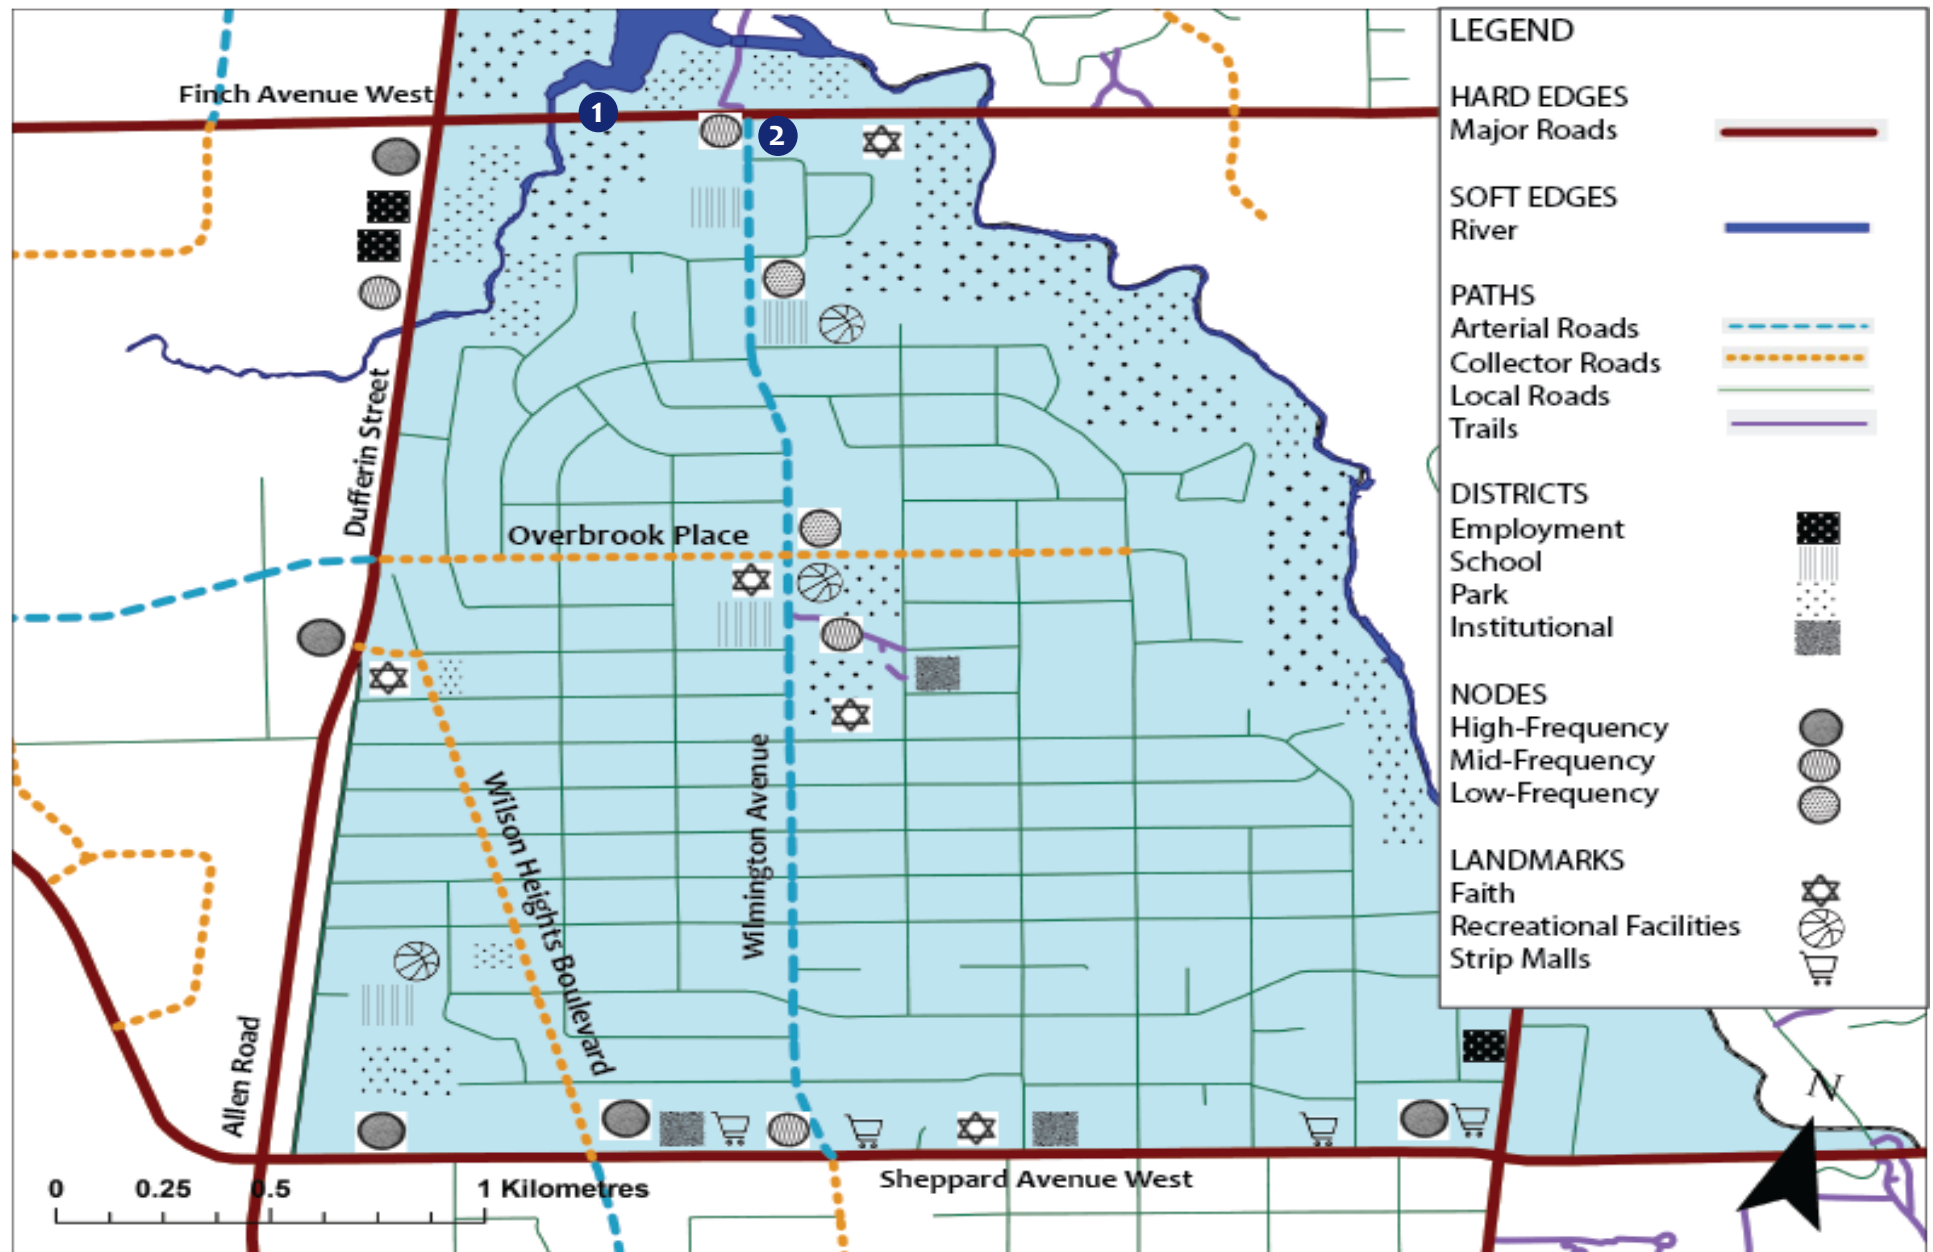 Finch Avenue West
1
2
Dufferin Street
Overbrook Place
Wilson Heights Boulevard
Wilmington Avenue
Allen Road
Sheppard Avenue West
0 0.25 0.5 1 Kilometres
N
LEGEND
HARD EDGES
Major Roads
SOFT EDGES
River
PATHS
Arterial Roads
Collector Roads
Local Roads
Trails
DISTRICTS
Employment
School
Park
Institutional
NODES
High-Frequency
Mid-Frequency
Low-Frequency
LANDMARKS
Faith
Recreational Facilities
Strip Malls